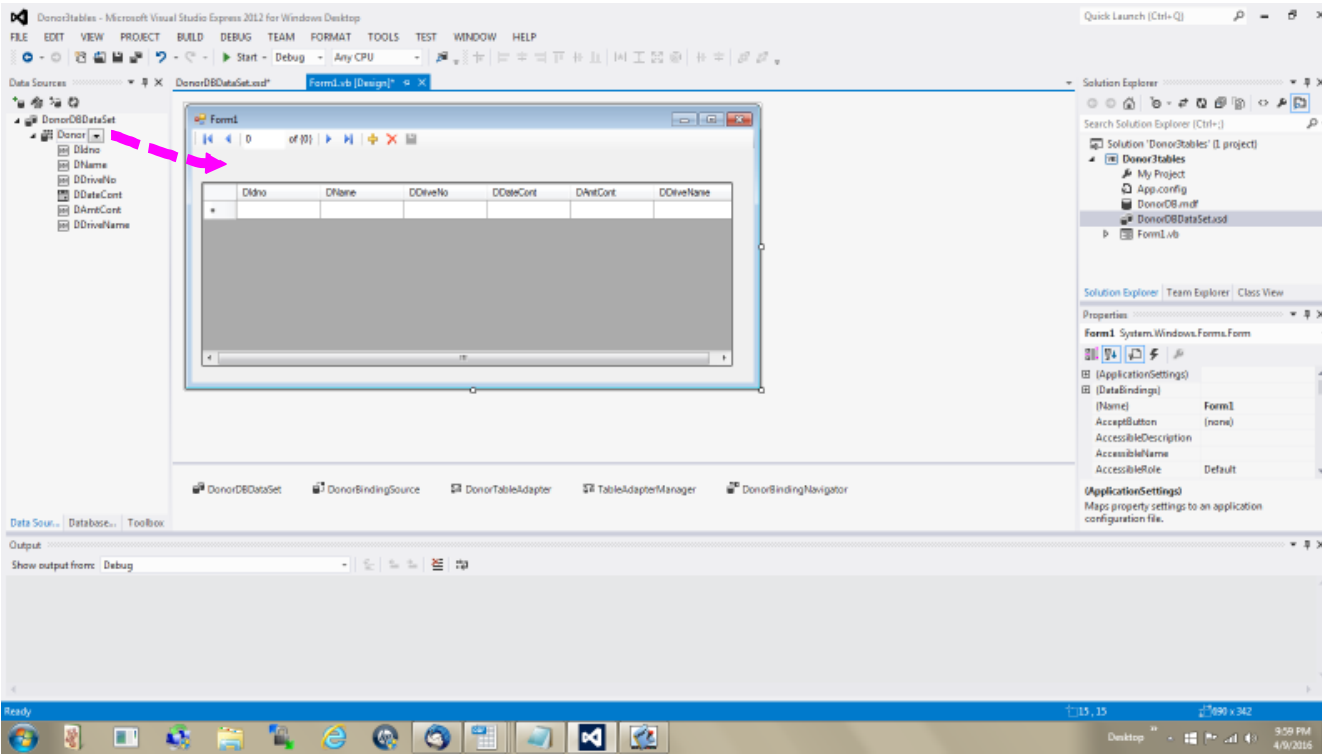 Donor3tables - Microsoft Visual Studio Express 2012 for Windows Desktop
Quick Launch (Ctrl+Q)
FILE EDIT VIEW PROJECT BUILD DEBUG TEAM FORMAT TOOLS TEST WINDOW HELP
Start - Debug Any CPU
Data Sources
DonorDBDataSet
Donor
DIdno
DName
DDriveNo
DDateCont
DAmtCont
DDriveName
Data Sour... Database... Toolbox
DonorDBDataSet.xsd* Form1.vb [Design]*
Form1
0 of {0}
DIdno DName DDriveNo DDateCont DAmtCont DDriveName
DonorDBDataSet DonorBindingSource DonorTableAdapter TableAdapterManager DonorBindingNavigator
Solution Explorer
Search Solution Explorer (Ctrl+;)
Solution 'Donor3tables' (1 project)
Donor3tables
My Project
App.config
DonorDB.mdf
DonorDBDataSet.xsd
Form1.vb
Solution Explorer Team Explorer Class View
Properties
Form1 System.Windows.Forms.Form
(ApplicationSettings)
(DataBindings)
(Name) Form1
AcceptButton (none)
AccessibleDescription
AccessibleName
AccessibleRole Default
(ApplicationSettings)
Maps property settings to an application
configuration file.
Output
Show output from: Debug
Ready
15, 15 690 x 342
Desktop
9:59 PM
4/9/2016